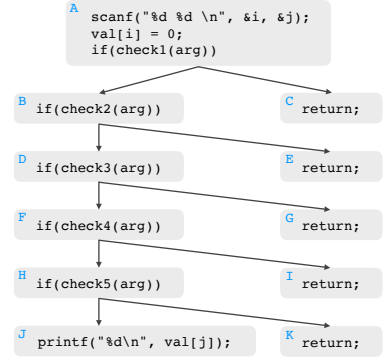 A
scanf("%d %d \n", &i, &j);
val[i] = 0;
if(check1(arg))
B if(check2(arg))
C return;
D if(check3(arg))
E return;
F if(check4(arg))
G return;
H if(check5(arg))
I return;
J printf("%d\n", val[j]);
K return;